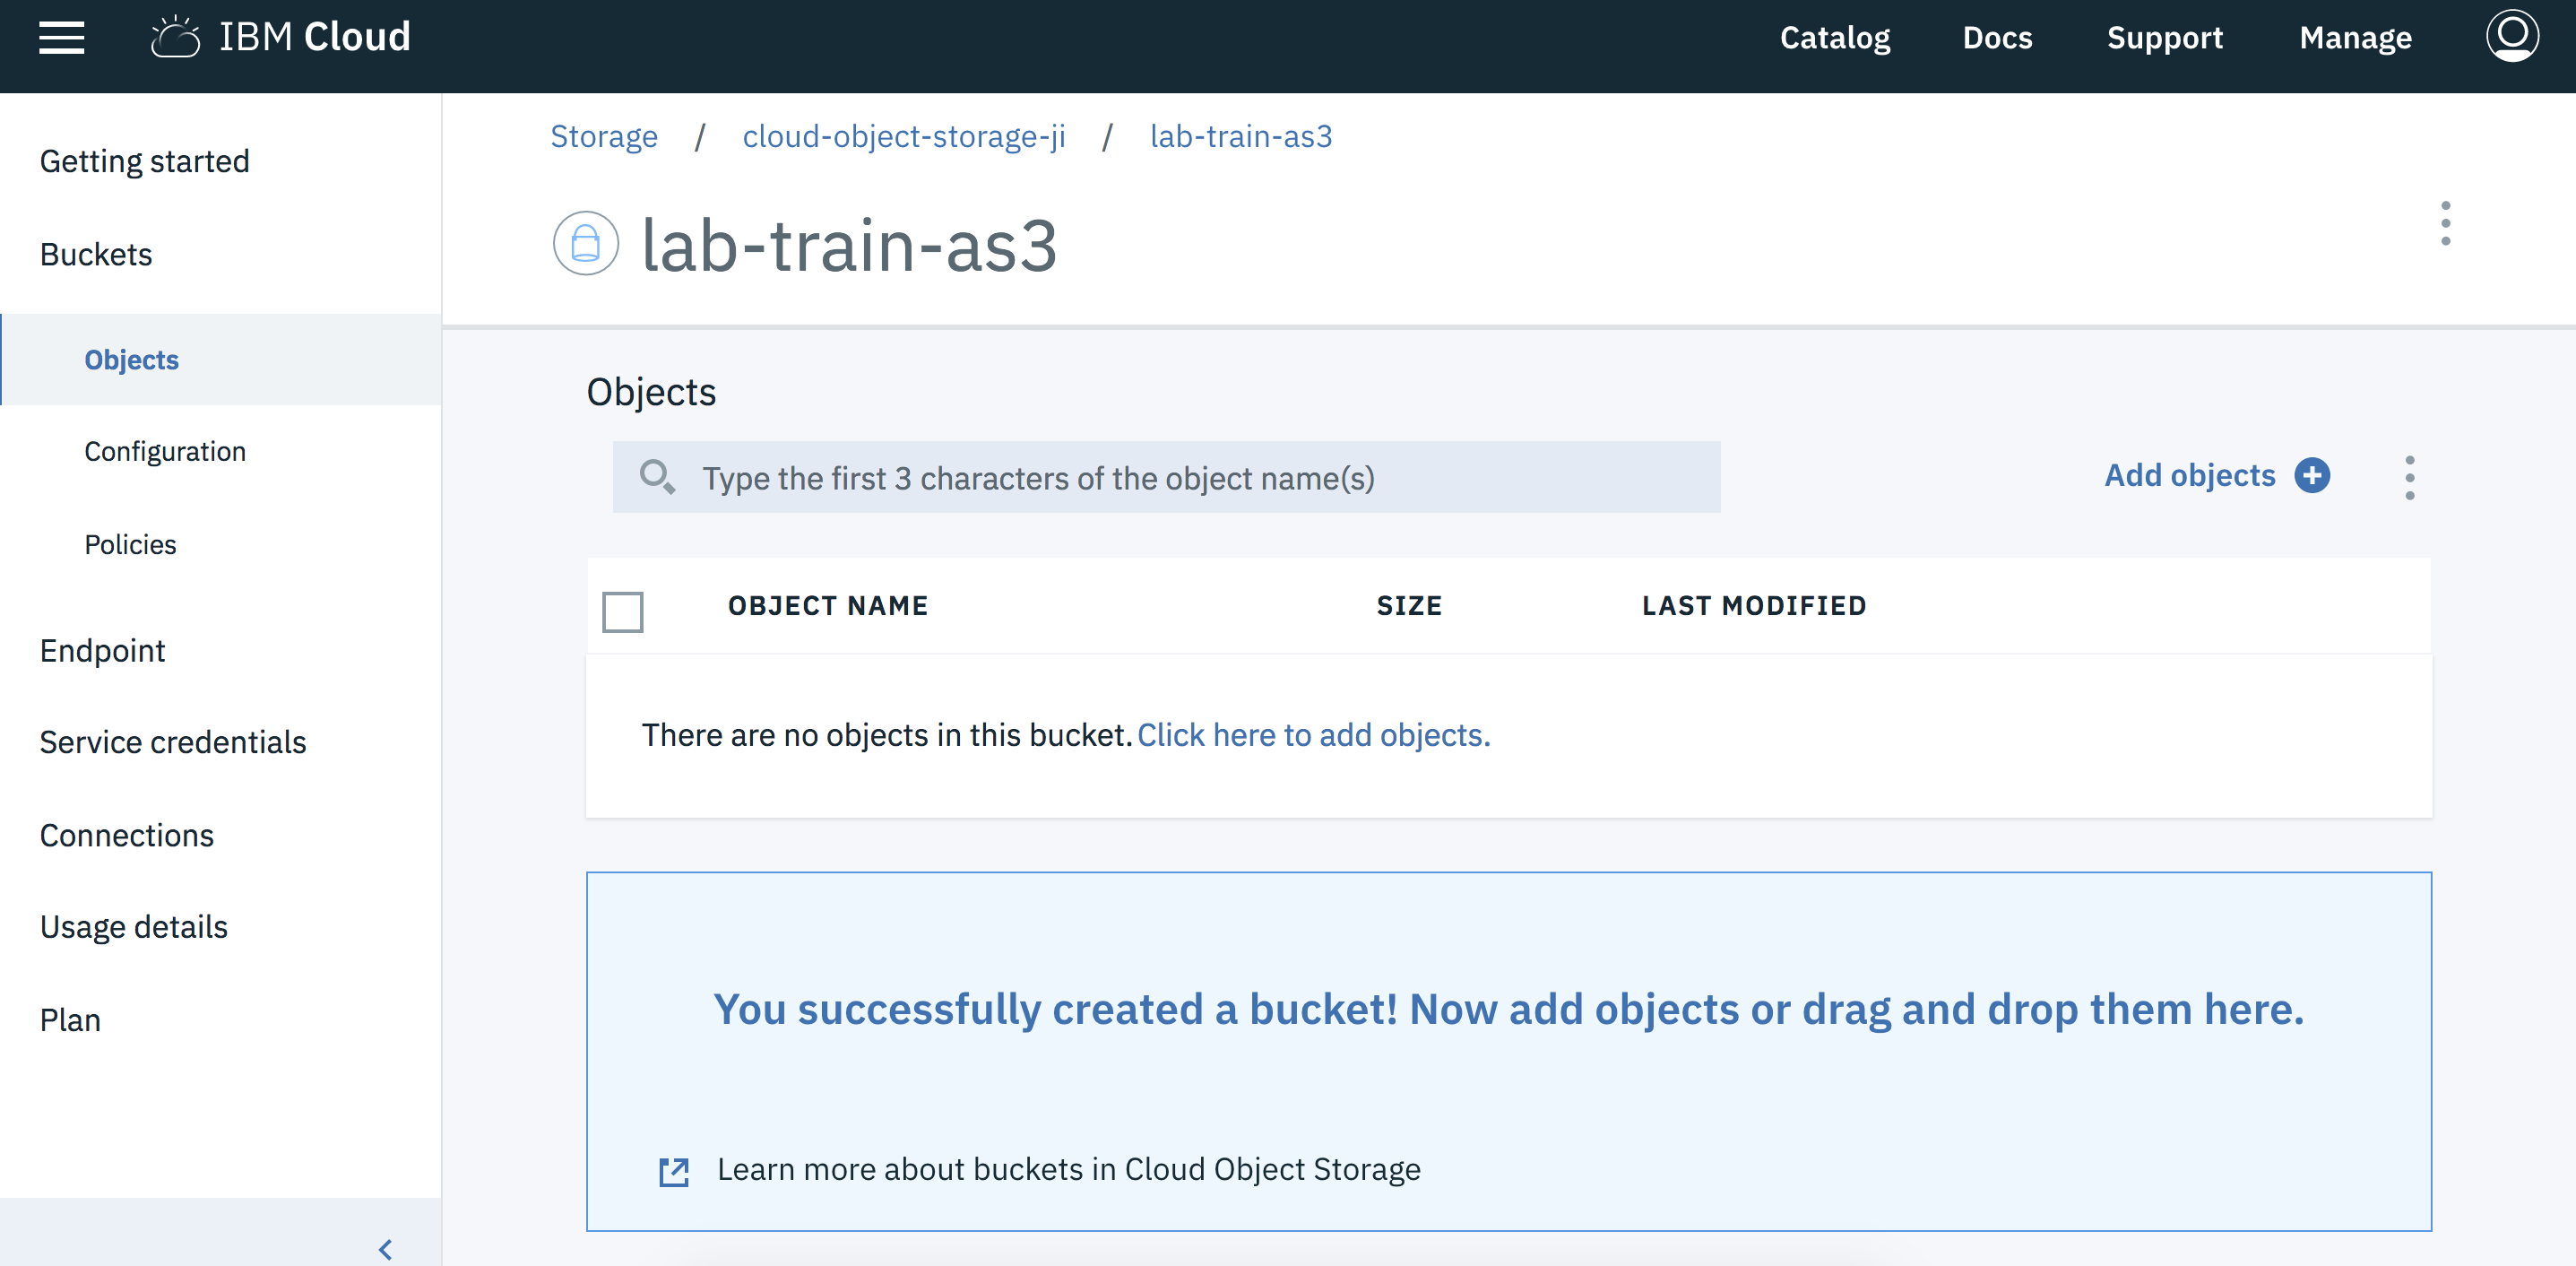 IBM Cloud
Catalog
Docs
Support
Manage
Getting started
Buckets
Objects
Configuration
Policies
Endpoint
Service credentials
Connections
Usage details
Plan
Storage / cloud-object-storage-ji / lab-train-as3
lab-train-as3
Objects
Type the first 3 characters of the object name(s)
Add objects
OBJECT NAME
SIZE
LAST MODIFIED
There are no objects in this bucket. Click here to add objects.
You successfully created a bucket! Now add objects or drag and drop them here.
Learn more about buckets in Cloud Object Storage